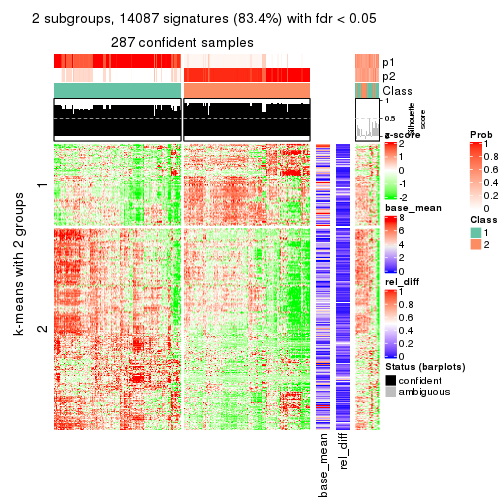 2 subgroups, 14087 signatures (83.4%) with fdr < 0.05
287 confident samples
p1
p2
Class
1
0.5
0
Silhouette
score
k-means with 2 groups
1
2
base_mean
rel_diff
z-score
2
1
0
-1
-2
base_mean
8
6
4
2
0
rel_diff
1
0.8
0.6
0.4
0.2
0
Status (barplots)
confident
ambiguous
Prob
1
0.8
0.6
0.4
0.2
0
Class
1
2